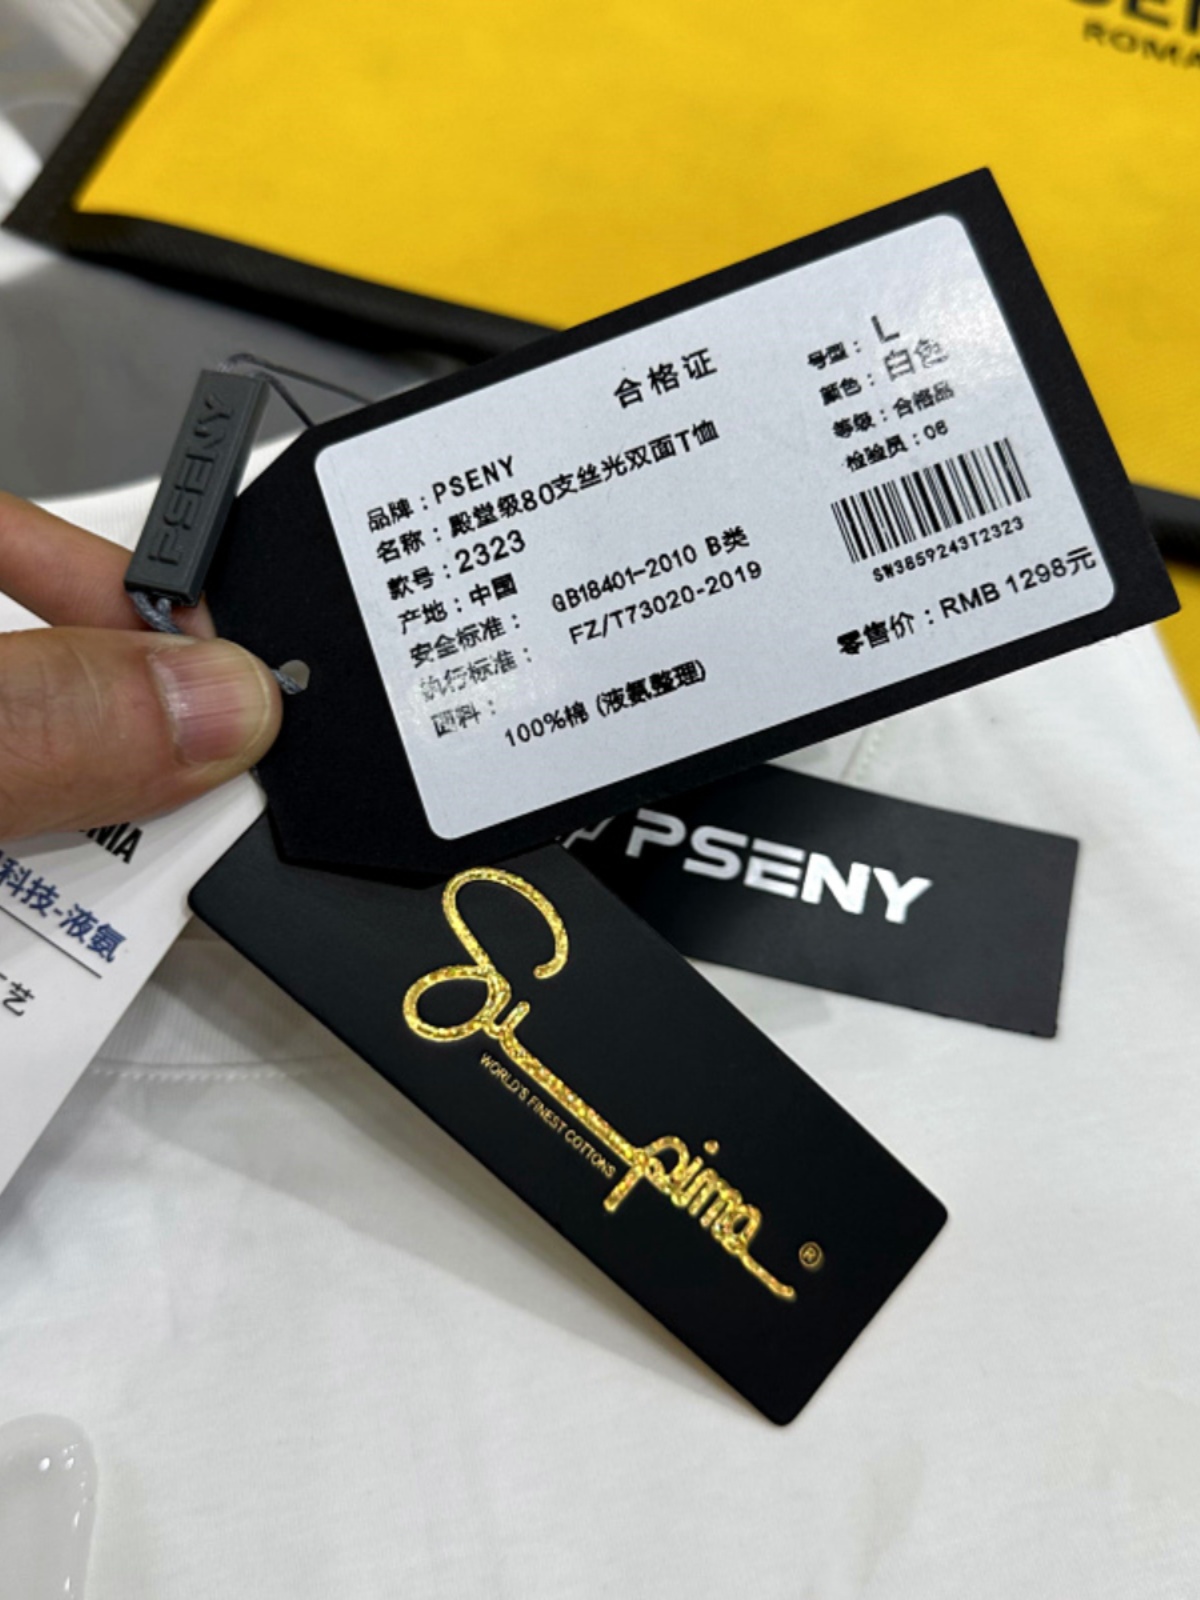 ROMA
PSENY
合格证
品牌：PSENY
名称：殿堂级80支丝光双面T恤
款号：2323
产地：中國
安全标准： GB18401-2010 B类
执行标准： FZ/T73020-2019
面料： 100%棉 (液氨整理)
号型： L
颜色：白色
等级：合格品
检验员：08
SW3859243T2323
零售价：RMB 1298元
PSENY
科技-液氨
艺
Supima
WORLD'S FINEST COTTONS
®